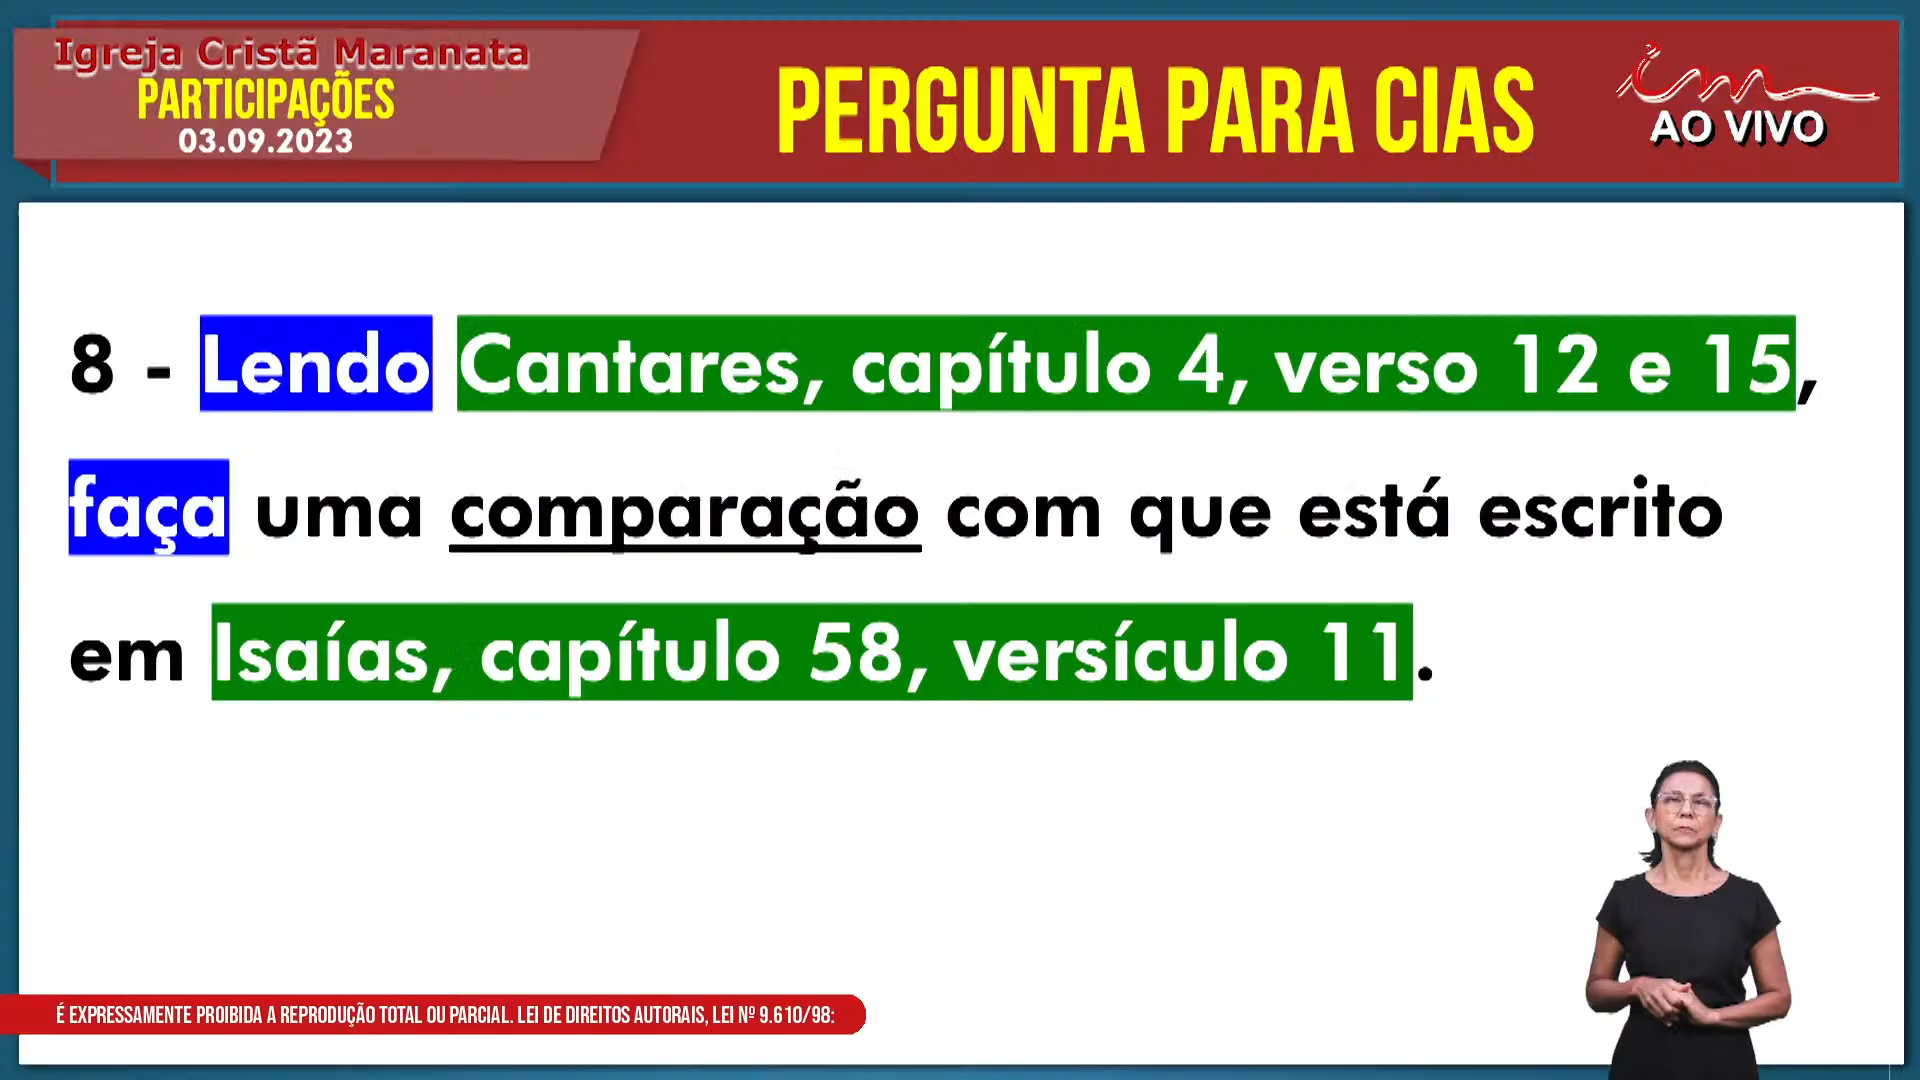 Igreja Cristã Maranata
PARTICIPAÇÕES
03.09.2023
PERGUNTA PARA CIAS
im
AO VIVO
8 - Lendo Cantares, capítulo 4, verso 12 e 15,
faça uma comparação com que está escrito
em Isaías, capítulo 58, versículo 11.
É EXPRESSAMENTE PROIBIDA A REPRODUÇÃO TOTAL OU PARCIAL. LEI DE DIREITOS AUTORAIS, LEI Nº 9.610/98: